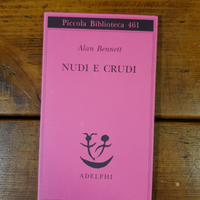 Piccola Biblioteca 461
Alan Bennett
NUDI E CRUDI
ADELPHI